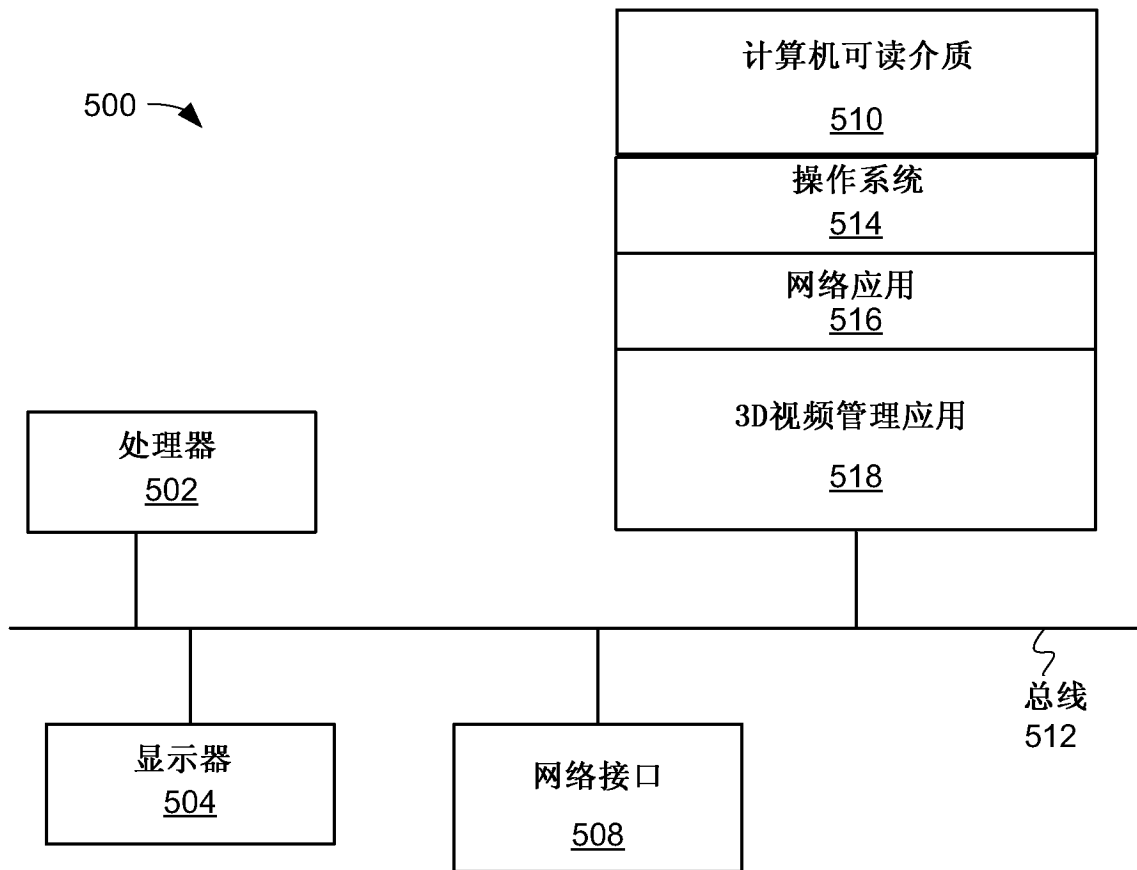 500
计算机可读介质
510
操作系统
514
网络应用
516
3D视频管理应用
518
处理器
502
总线
512
显示器
504
网络接口
508